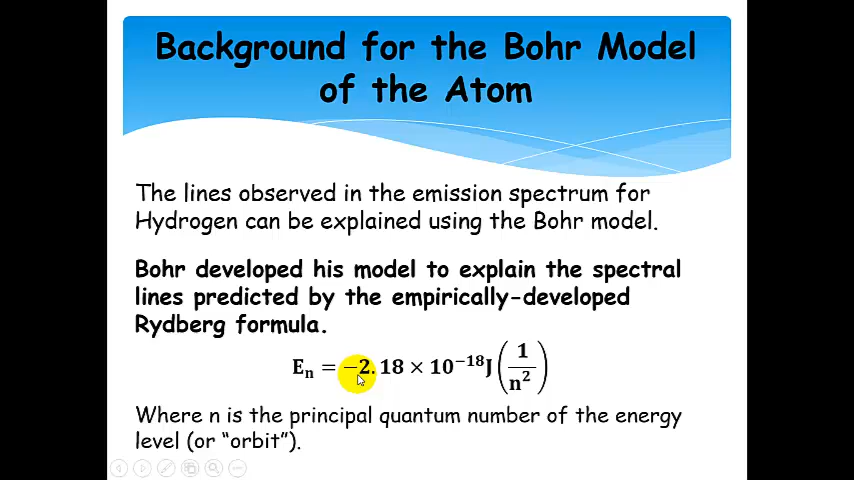 Background for the Bohr Model
of the Atom
The lines observed in the emission spectrum for
Hydrogen can be explained using the Bohr model.
Bohr developed his model to explain the spectral
lines predicted by the empirically-developed
Rydberg formula.
Eₙ = −2.18 × 10⁻¹⁸J(1/n²)
Where n is the principal quantum number of the energy
level (or “orbit”).